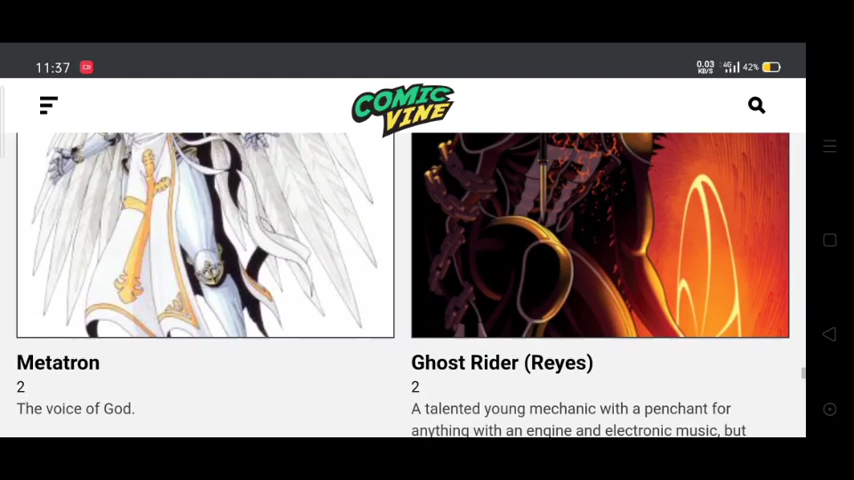 11:37
0.03 KB/S 4G 42%
COMIC VINE
Metatron
2
The voice of God.
Ghost Rider (Reyes)
2
A talented young mechanic with a penchant for
anything with an engine and electronic music, but